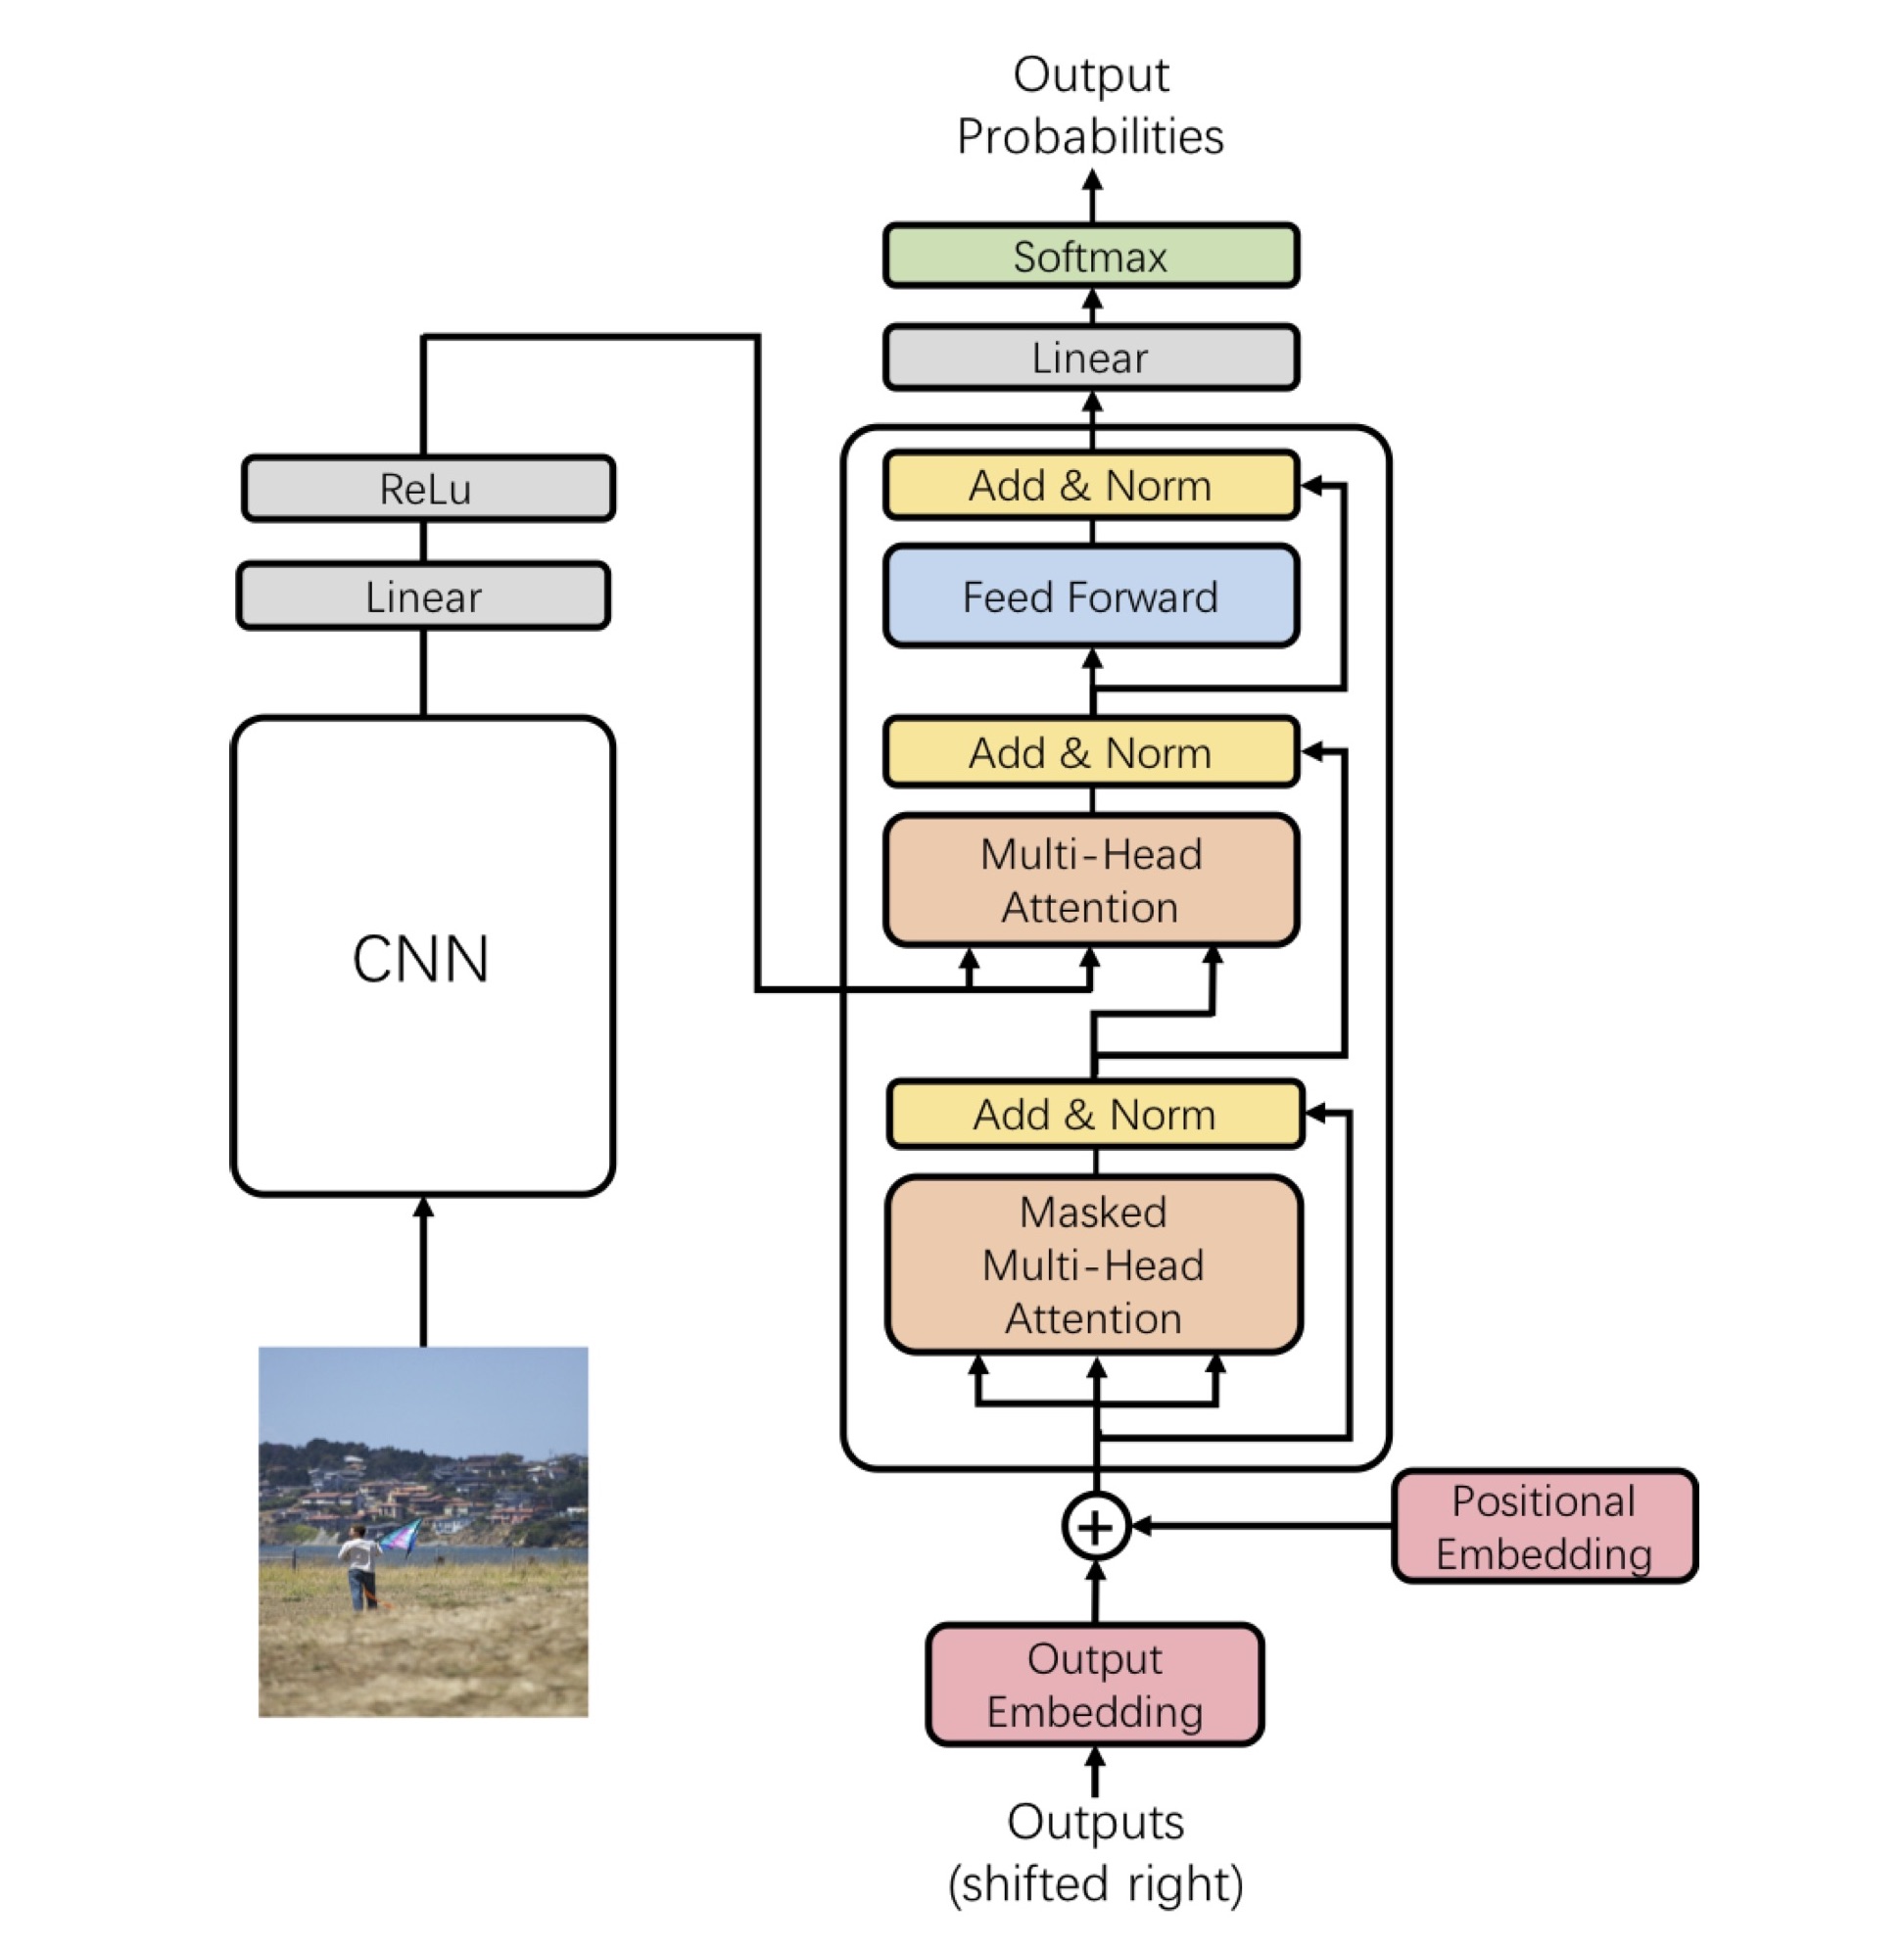 Output
Probabilities
Softmax
Linear
Add & Norm
Feed Forward
Add & Norm
Multi-Head
Attention
Add & Norm
Masked
Multi-Head
Attention
Positional
Embedding
Output
Embedding
Outputs
(shifted right)
ReLu
Linear
CNN